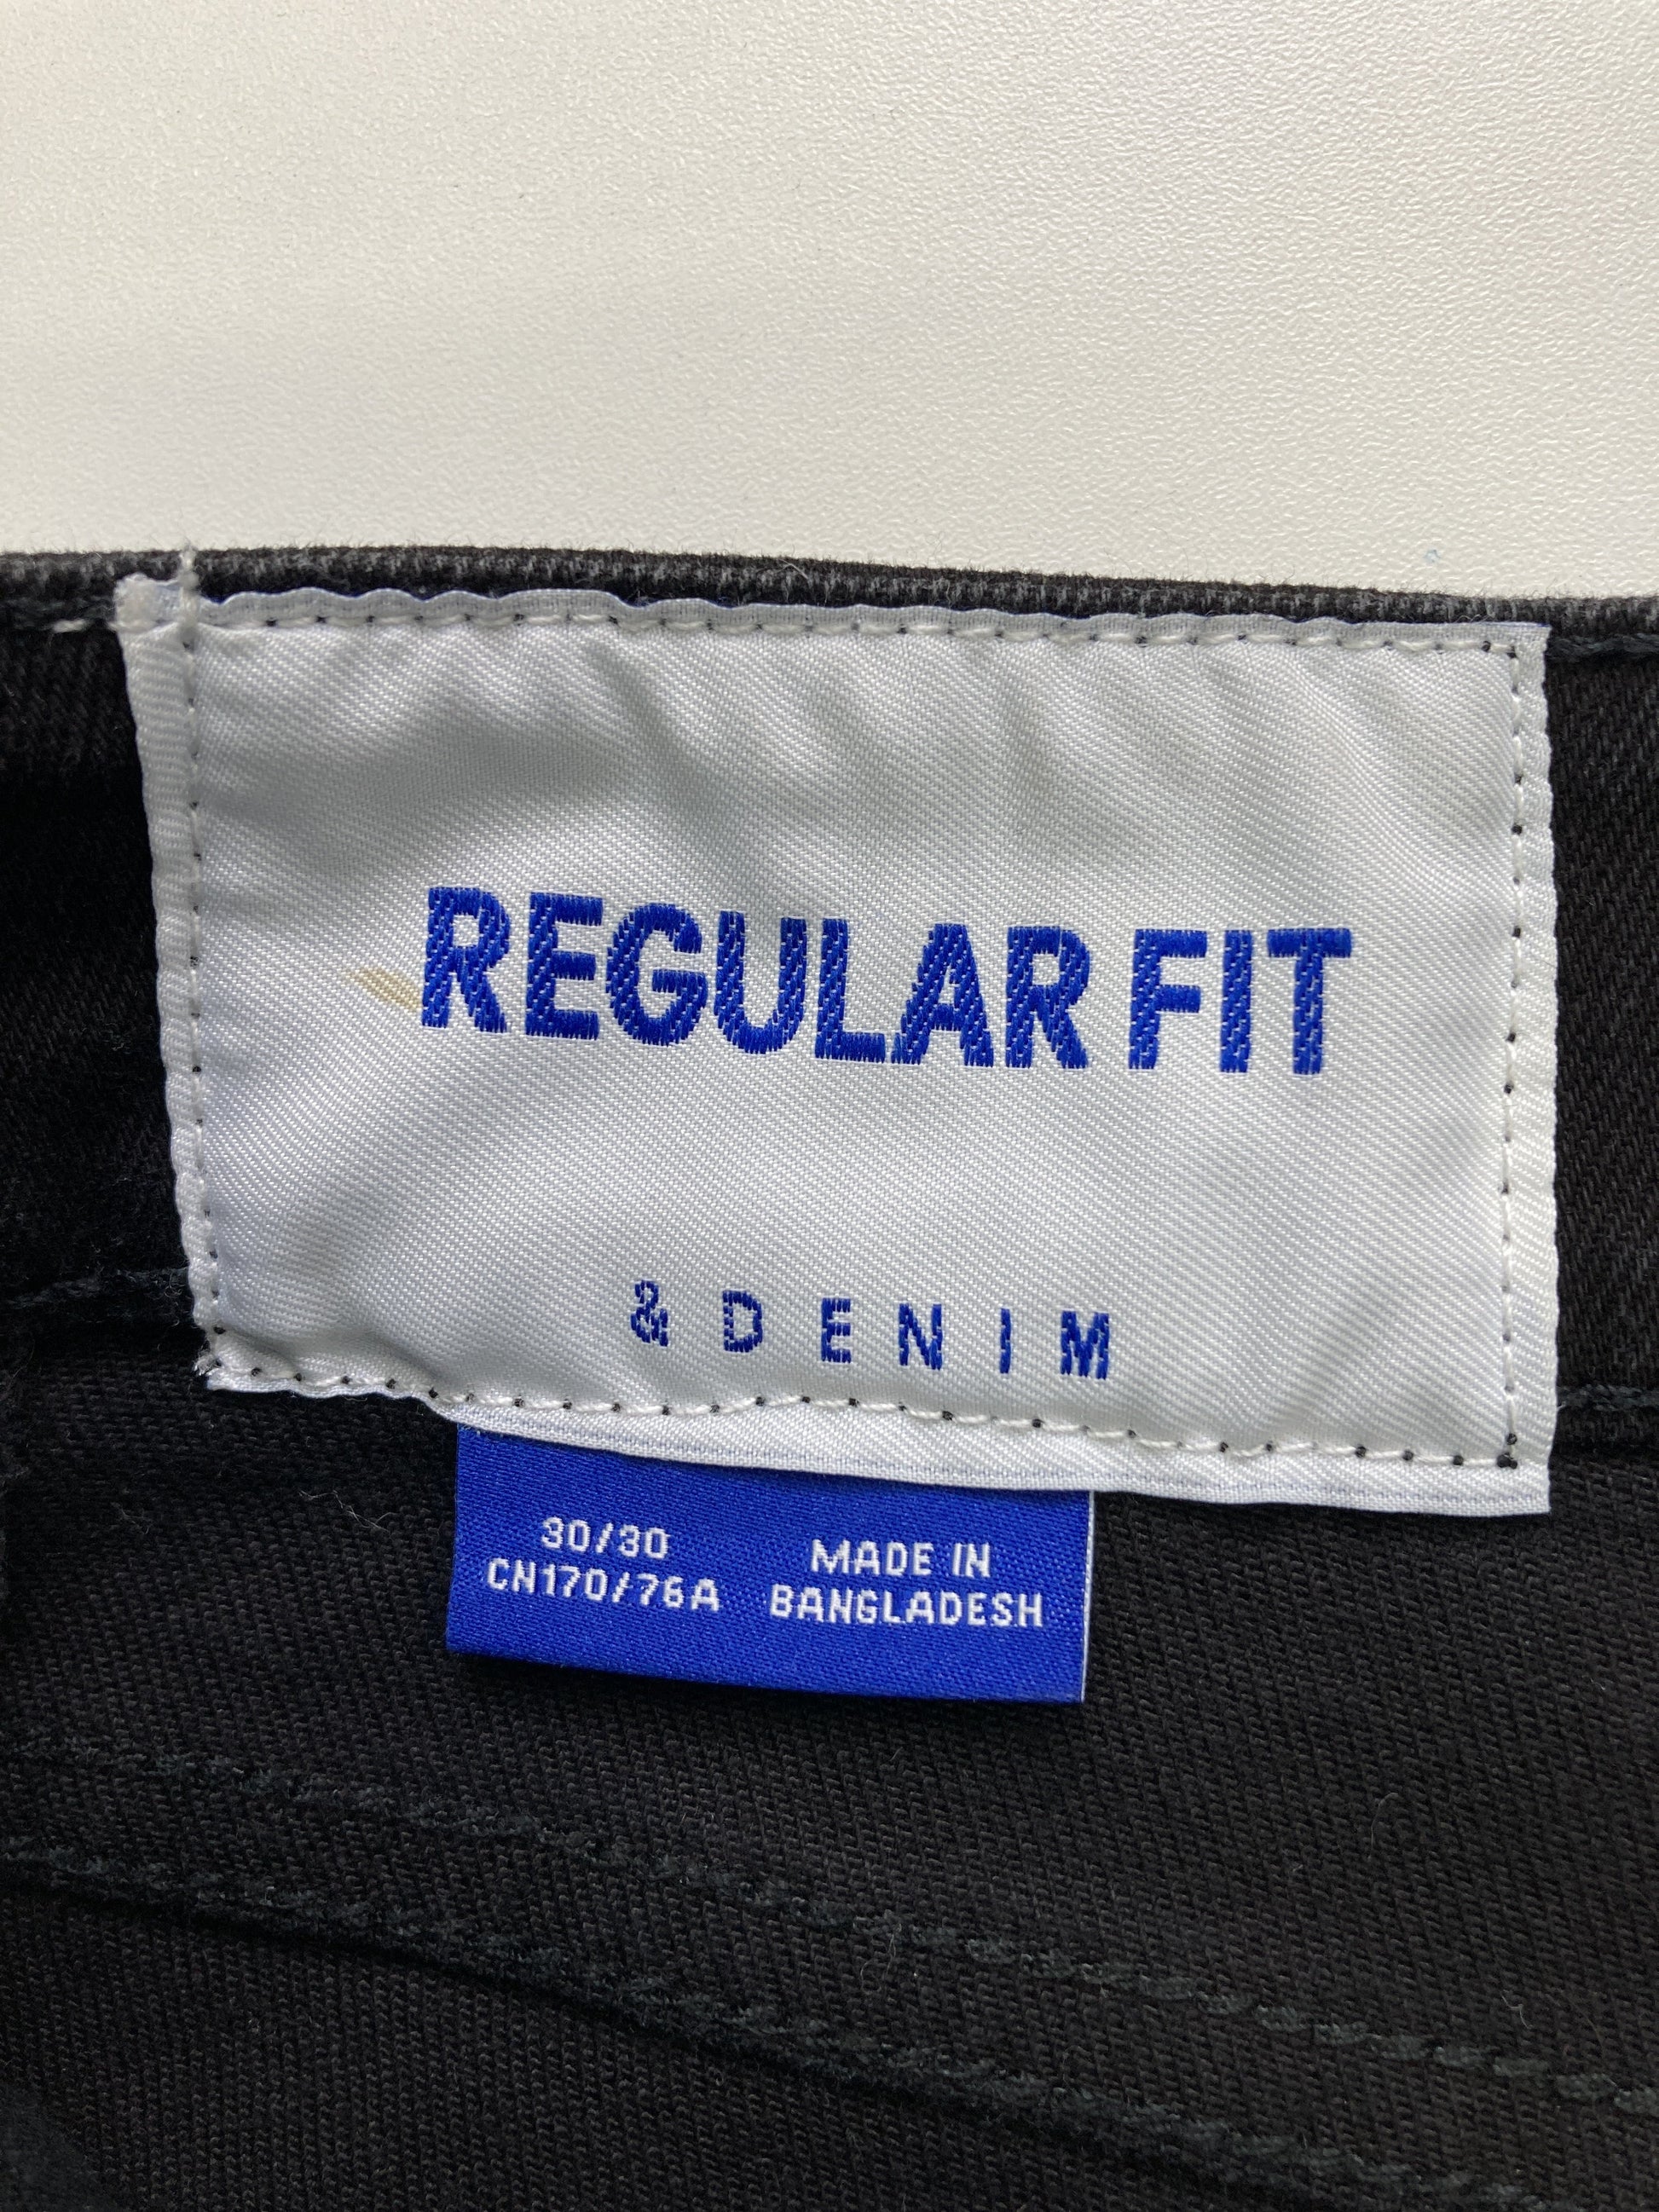 REGULAR FIT
& DENIM
30/30
CN170/76A
MADE IN
BANGLADESH